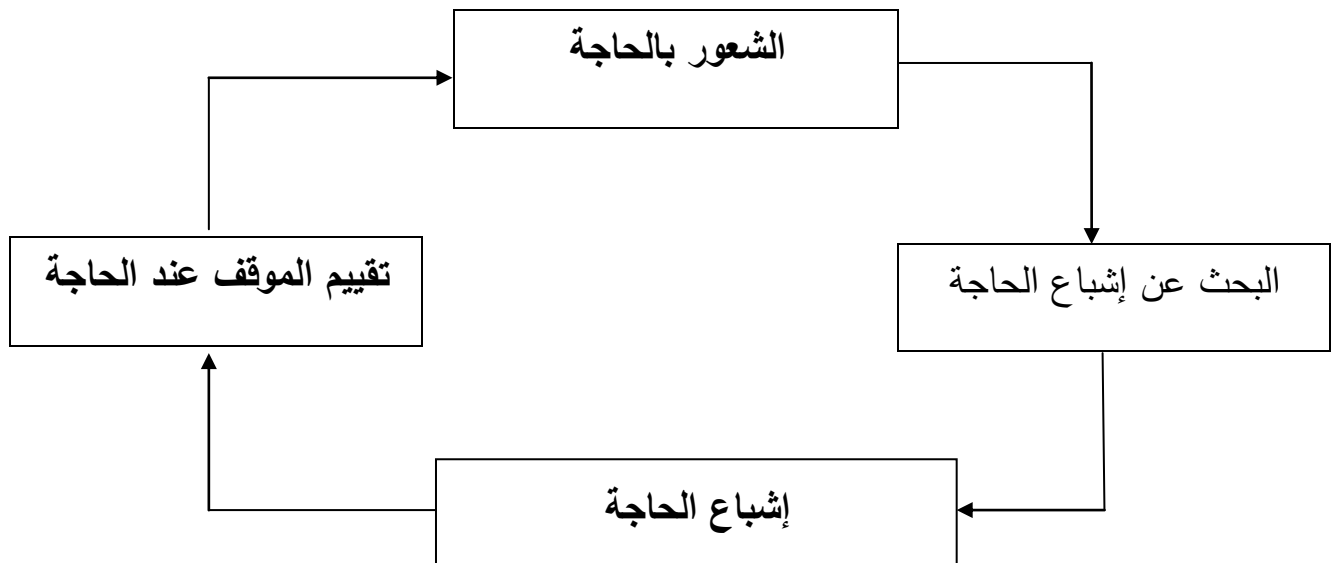 الشعور بالحاجة
البحث عن إشباع الحاجة
إشباع الحاجة
تقييم الموقف عند الحاجة